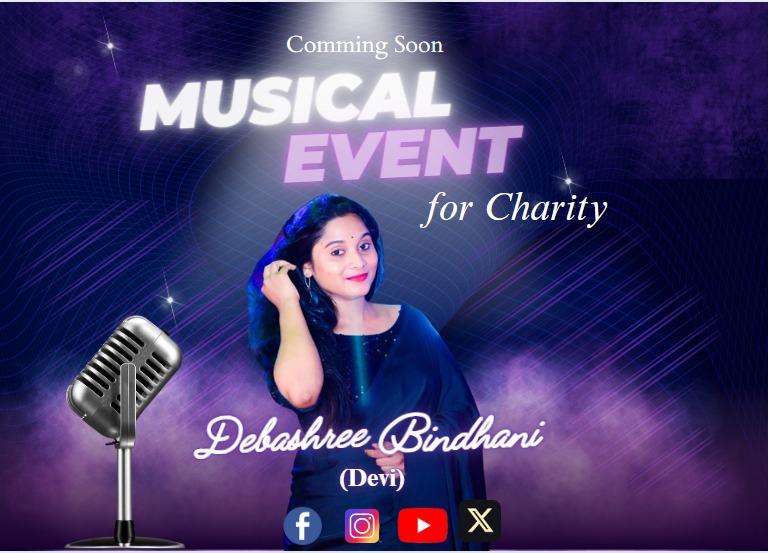 Comming Soon
MUSICAL
EVENT
for Charity
Debashree Bindhani
(Devi)